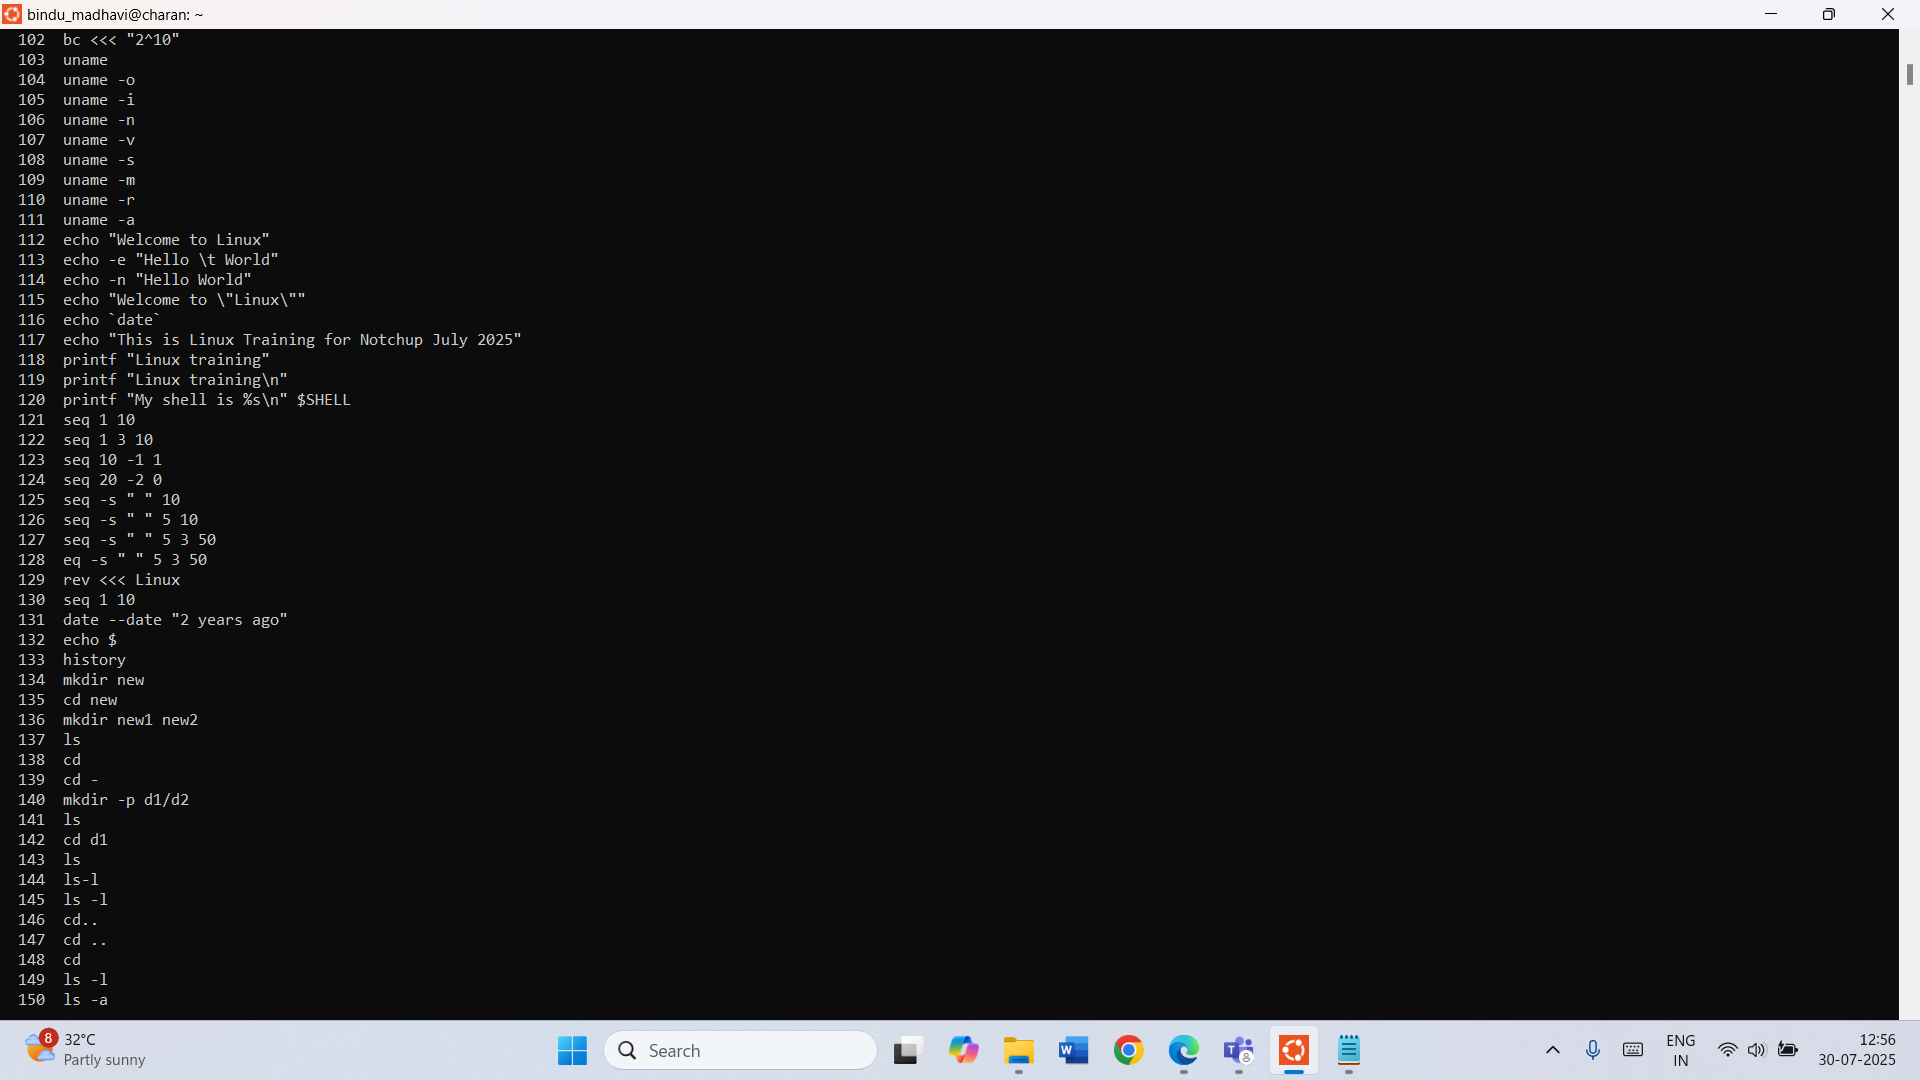 bindu_madhavi@charan: ~
102 bc <<< "2^10"
103 uname
104 uname -o
105 uname -i
106 uname -n
107 uname -v
108 uname -s
109 uname -m
110 uname -r
111 uname -a
112 echo "Welcome to Linux"
113 echo -e "Hello \t World"
114 echo -n "Hello World"
115 echo "Welcome to \"Linux\""
116 echo `date`
117 echo "This is Linux Training for Notchup July 2025"
118 printf "Linux training"
119 printf "Linux training\n"
120 printf "My shell is %s\n" $SHELL
121 seq 1 10
122 seq 1 3 10
123 seq 10 -1 1
124 seq 20 -2 0
125 seq -s " " 10
126 seq -s " " 5 10
127 seq -s " " 5 3 50
128 eq -s " " 5 3 50
129 rev <<< Linux
130 seq 1 10
131 date --date "2 years ago"
132 echo $
133 history
134 mkdir new
135 cd new
136 mkdir new1 new2
137 ls
138 cd
139 cd -
140 mkdir -p d1/d2
141 ls
142 cd d1
143 ls
144 ls-l
145 ls -l
146 cd..
147 cd ..
148 cd
149 ls -l
150 ls -a
8
32°C
Partly sunny
Search
W
T
ENG
IN
12:56
30-07-2025